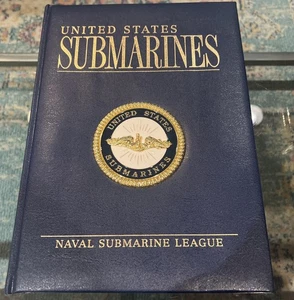 UNITED STATES
SUBMARINES
UNITED STATES
SUBMARINES
NAVAL SUBMARINE LEAGUE